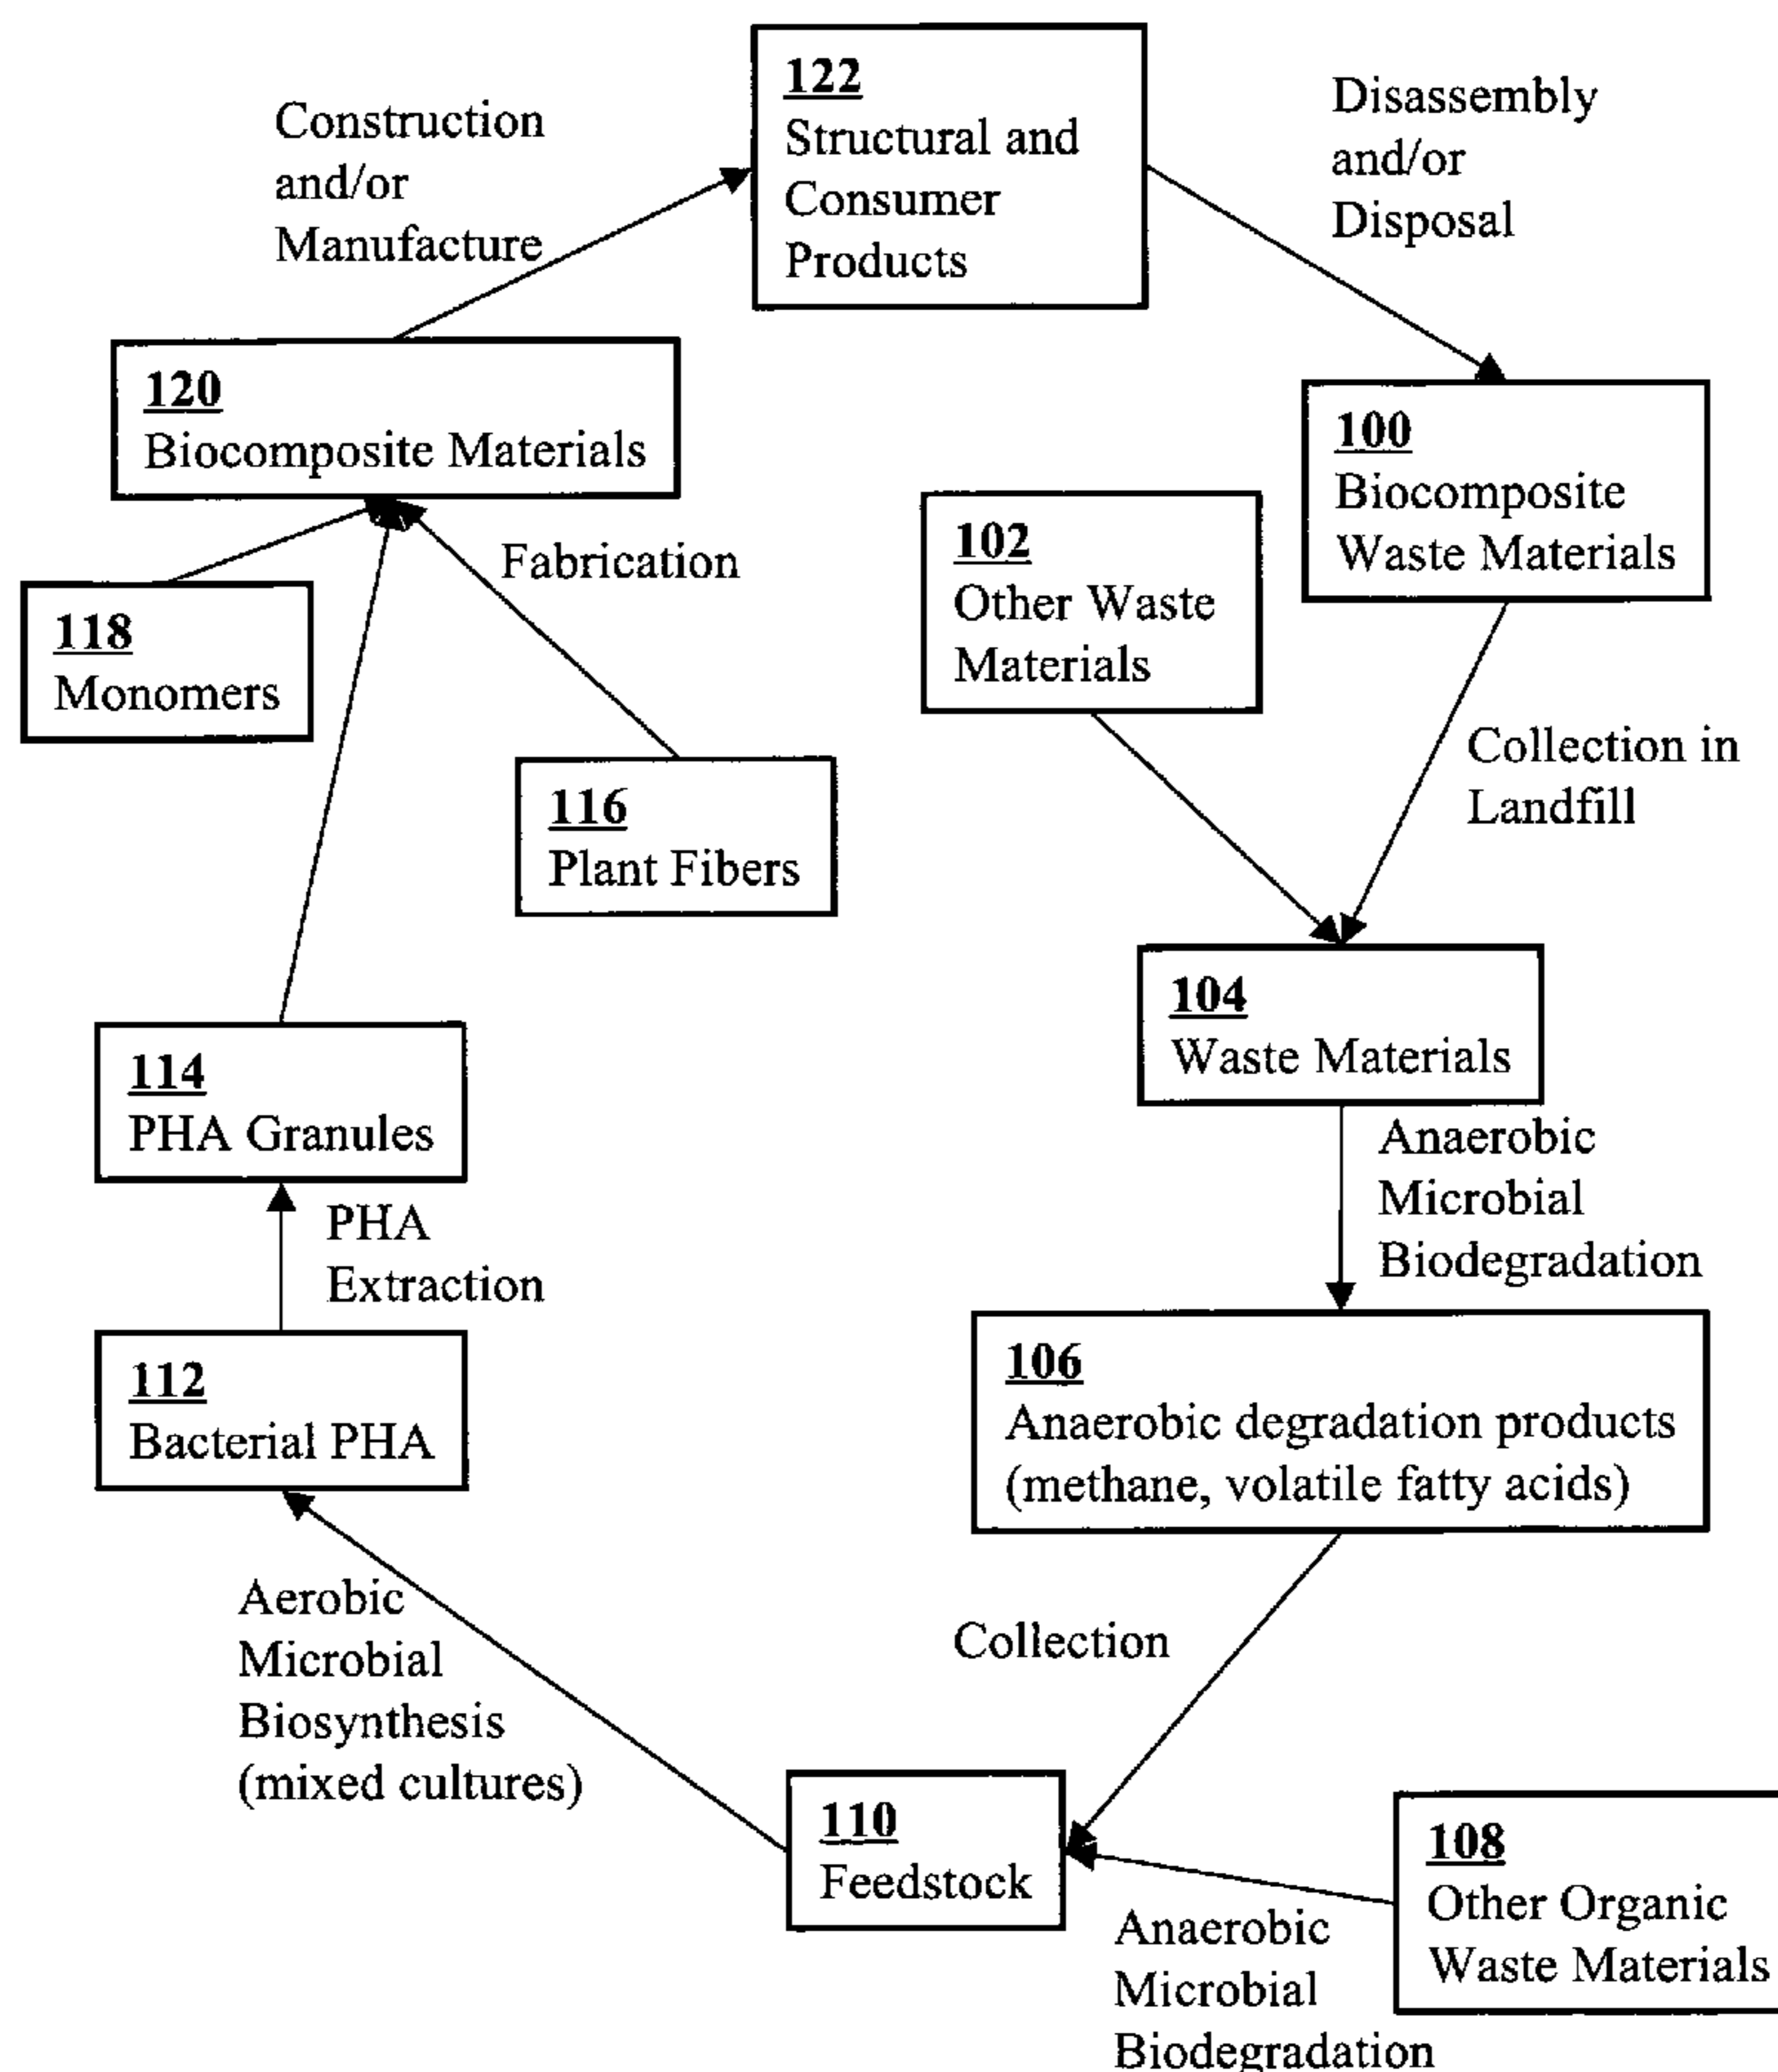 122
Structural and
Consumer
Products
Construction
and/or
Manufacture
Disassembly
and/or
Disposal
120
Biocomposite Materials
100
Biocomposite
Waste Materials
102
Other Waste
Materials
Fabrication
118
Monomers
116
Plant Fibers
Collection in
Landfill
104
Waste Materials
114
PHA Granules
Anaerobic
Microbial
Biodegradation
PHA
Extraction
106
Anaerobic degradation products
(methane, volatile fatty acids)
112
Bacterial PHA
Aerobic
Microbial
Biosynthesis
(mixed cultures)
Collection
110
Feedstock
108
Other Organic
Waste Materials
Anaerobic
Microbial
Biodegradation